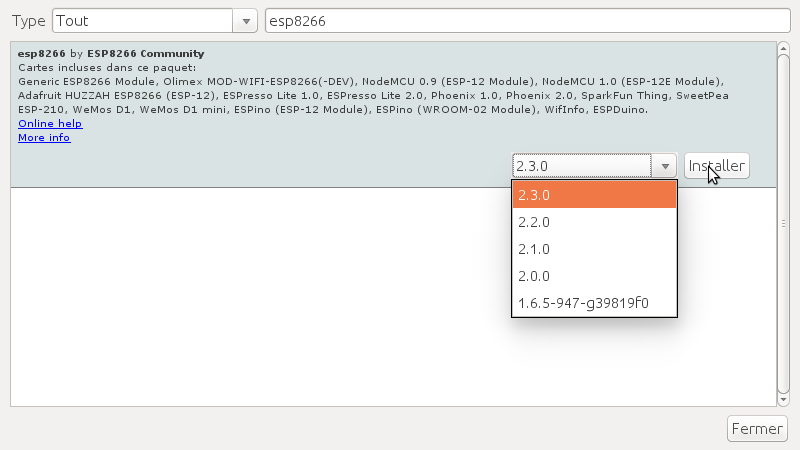 Type Tout esp8266
esp8266 by ESP8266 Community
Cartes incluses dans ce paquet:
Generic ESP8266 Module, Olimex MOD-WIFI-ESP8266(-DEV), NodeMCU 0.9 (ESP-12 Module), NodeMCU 1.0 (ESP-12E Module),
Adafruit HUZZAH ESP8266 (ESP-12), ESPresso Lite 1.0, ESPresso Lite 2.0, Phoenix 1.0, Phoenix 2.0, SparkFun Thing, SweetPea
ESP-210, WeMos D1, WeMos D1 mini, ESPino (ESP-12 Module), ESPino (WROOM-02 Module), WifInfo, ESPDuino.
Online help
More info
2.3.0 Installer
2.3.0
2.2.0
2.1.0
2.0.0
1.6.5-947-g39819f0
Fermer